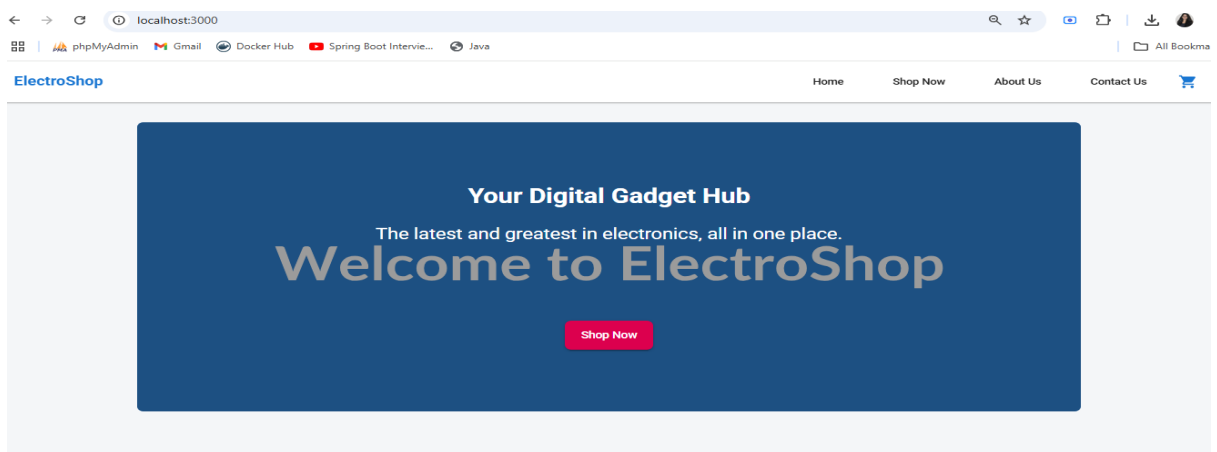 localhost:3000
phpMyAdmin Gmail Docker Hub Spring Boot Intervie... Java All Bookma
ElectroShop Home Shop Now About Us Contact Us
Your Digital Gadget Hub
The latest and greatest in electronics, all in one place.
Welcome to ElectroShop
Shop Now